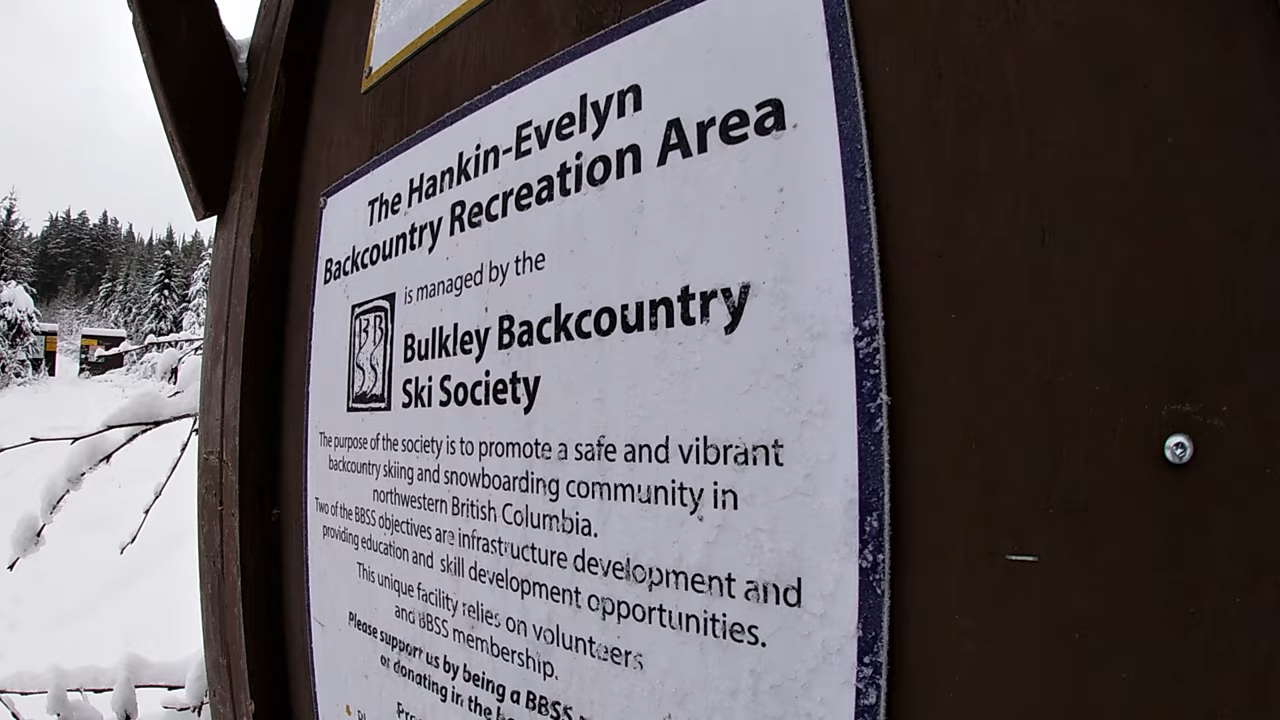 The Hankin-Evelyn
Backcountry Recreation Area
is managed by the
BBSS
Bulkley Backcountry
Ski Society
The purpose of the society is to promote a safe and vibrant
backcountry skiing and snowboarding community in
northwestern British Columbia.
Two of the BBSS objectives are infrastructure development and
providing education and skill development opportunities.
This unique facility relies on volunteers
and BBSS membership.
Please support us by being a BBSS
or donating in the